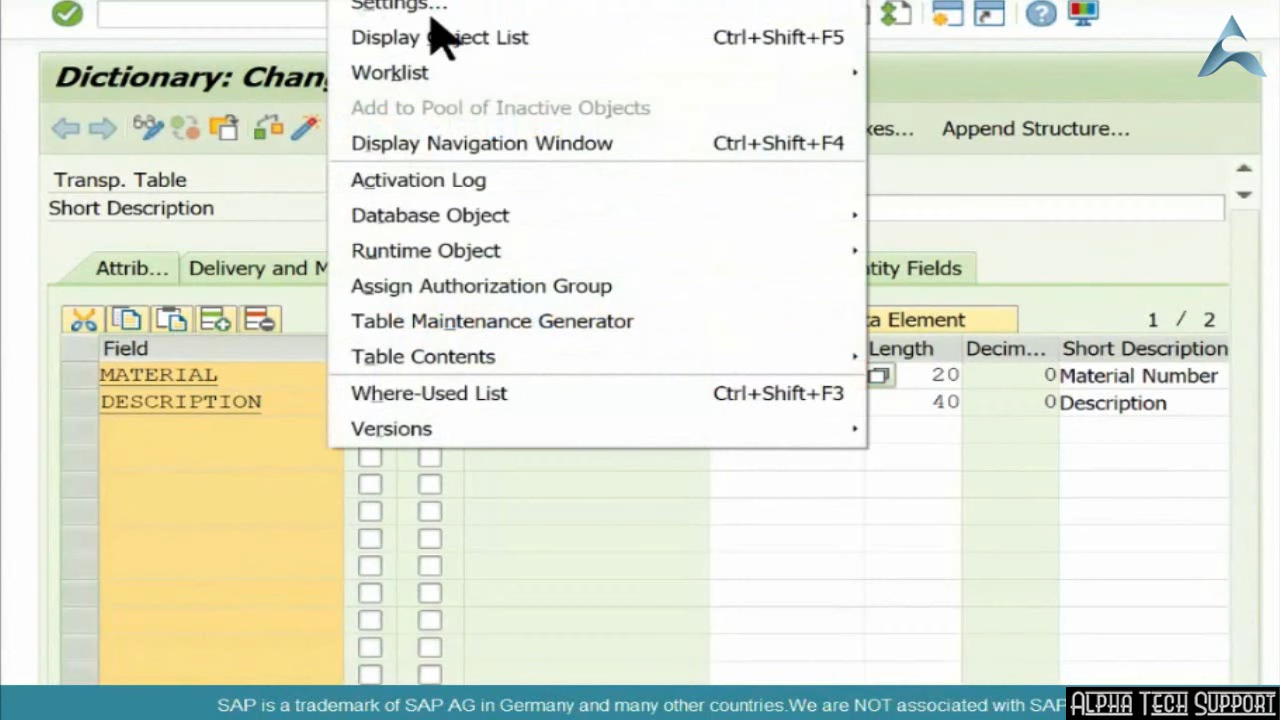 Settings...
Display Object List Ctrl+Shift+F5
Dictionary: Chan
Worklist
Add to Pool of Inactive Objects
xes... Append Structure...
Display Navigation Window Ctrl+Shift+F4
Transp. Table
Activation Log
Short Description
Database Object
Runtime Object
Attrib... Delivery and M
tity Fields
Assign Authorization Group
Table Maintenance Generator
ta Element 1 / 2
Field
Table Contents
Length Decim... Short Description
MATERIAL
20 0 Material Number
Where-Used List Ctrl+Shift+F3
DESCRIPTION
40 0 Description
Versions
SAP is a trademark of SAP AG in Germany and many other countries.We are NOT associated with SAP
ALPHA TECH SUPPORT